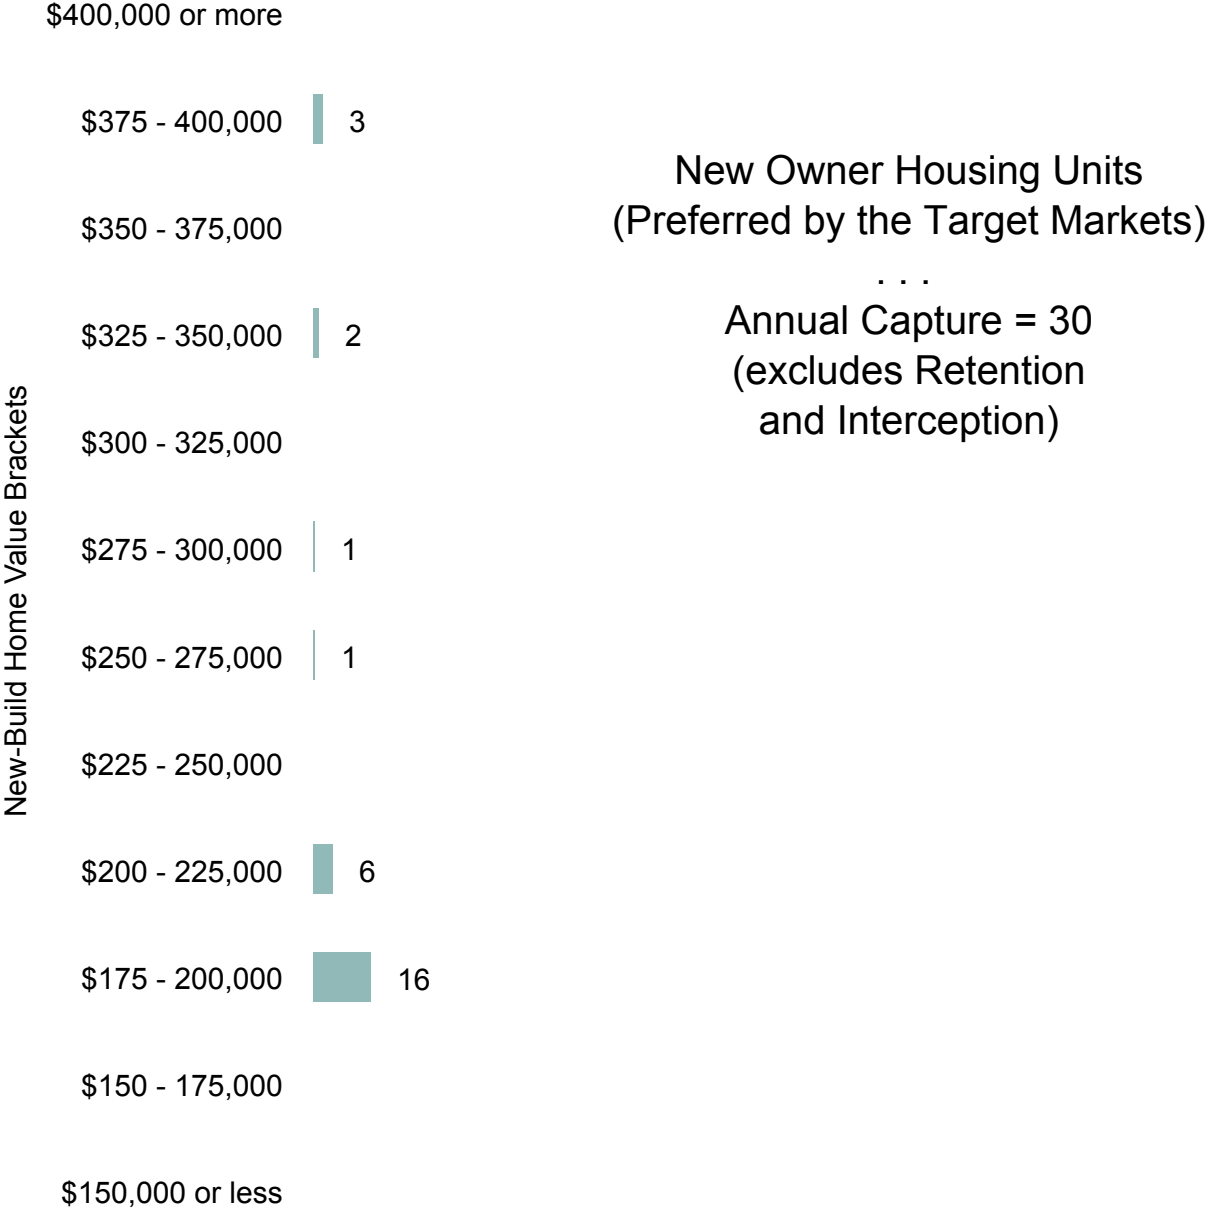 $400,000 or more
$375 - 400,000 3
$350 - 375,000
$325 - 350,000 2
$300 - 325,000
$275 - 300,000 1
$250 - 275,000 1
$225 - 250,000
$200 - 225,000 6
$175 - 200,000 16
$150 - 175,000
$150,000 or less
New-Build Home Value Brackets
New Owner Housing Units
(Preferred by the Target Markets)
. . .
Annual Capture = 30
(excludes Retention
and Interception)